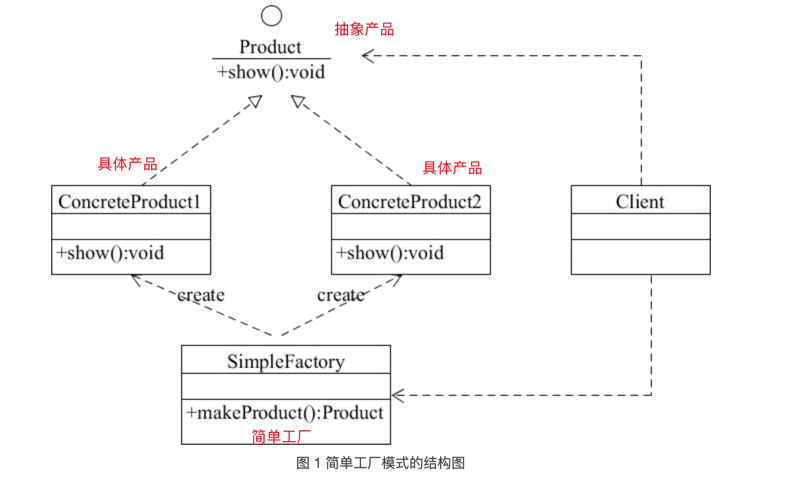 抽象产品
Product
+show():void
具体产品
具体产品
ConcreteProduct1
ConcreteProduct2
Client
+show():void
+show():void
create
create
SimpleFactory
+makeProduct():Product
简单工厂
图 1 简单工厂模式的结构图